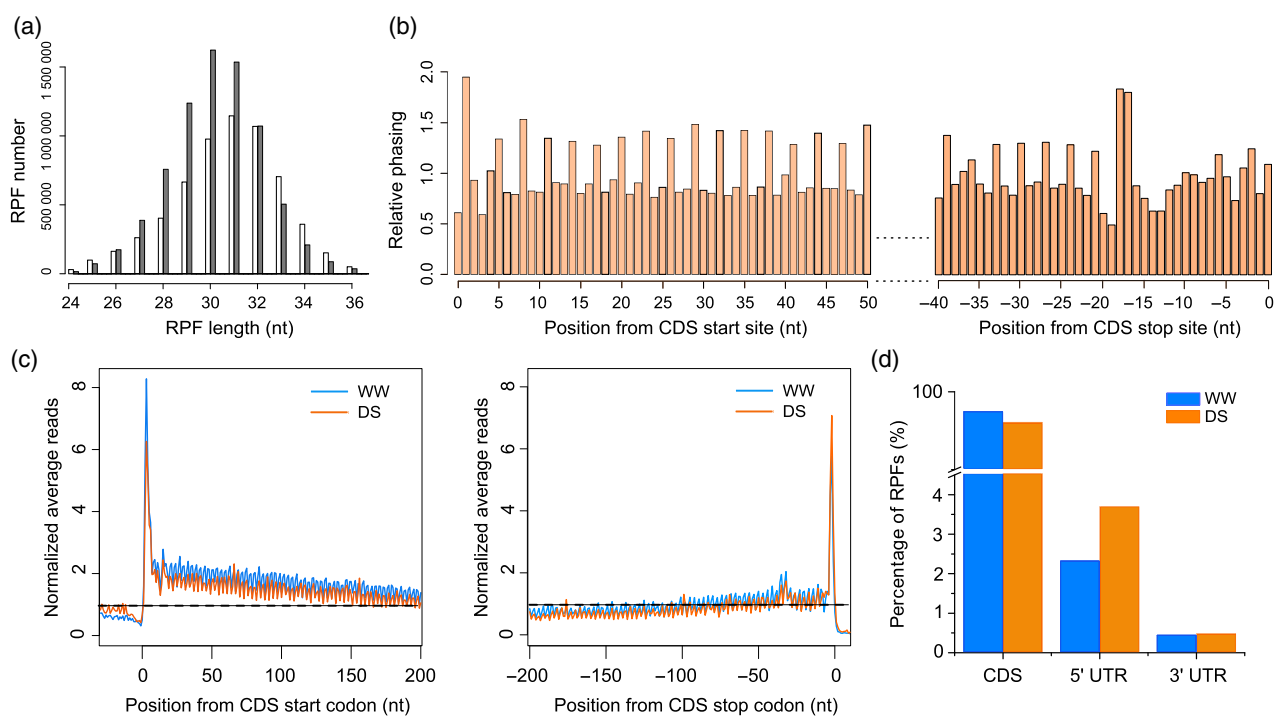 (a)
RPF number
1 500 000
1 000 000
500 000
0
24 26 28 30 32 34 36
RPF length (nt)
(b)
Relative phasing
2.0
1.5
1.0
0.5
0.0
0 5 10 15 20 25 30 35 40 45 50
Position from CDS start site (nt)
−40 −35 −30 −25 −20 −15 −10 −5 0
Position from CDS stop site (nt)
(c)
Normalized average reads
8
6
4
2
0
WW
DS
0 50 100 150 200
Position from CDS start codon (nt)
Normalized average reads
8
6
4
2
0
WW
DS
−200 −150 −100 −50 0
Position from CDS stop codon (nt)
(d)
Percentage of RPFs (%)
100
4
3
2
1
0
WW
DS
CDS 5' UTR 3' UTR